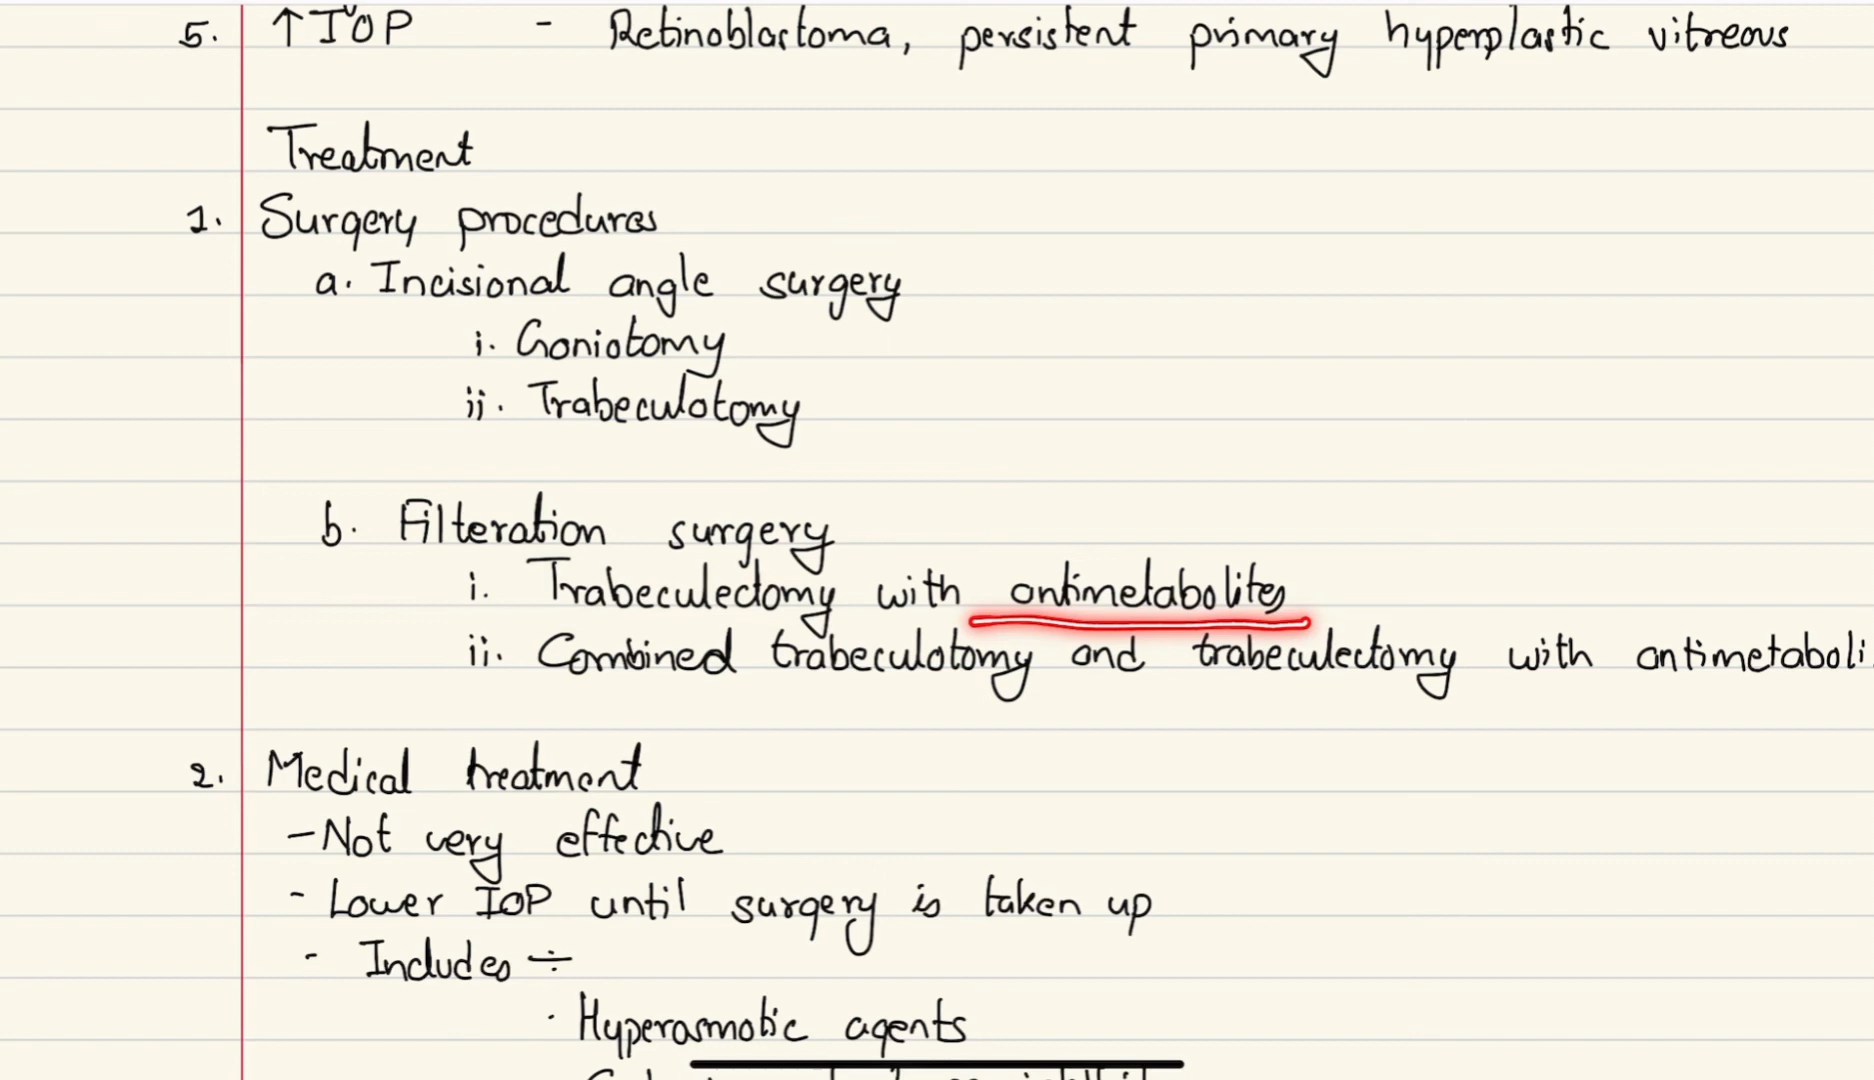 5. ↑IOP - Retinoblastoma, persistent primary hyperplastic vitreous
Treatment
1. Surgery procedures
a. Incisional angle surgery
i. Goniotomy
ii. Trabeculotomy
b. Filteration surgery
i. Trabeculectomy with antimetabolites
ii. Combined trabeculotomy and trabeculectomy with antimetaboli
2. Medical treatment
- Not very effective
- Lower IOP until surgery is taken up
- Includes ÷
· Hyperosmotic agents